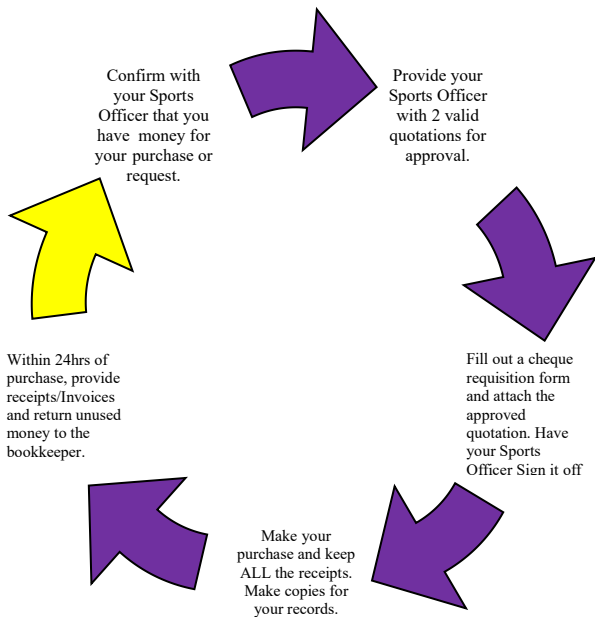 Confirm with
your Sports
Officer that you
have money for
your purchase or
request.
Provide your
Sports Officer
with 2 valid
quotations for
approval.
Fill out a cheque
requisition form
and attach the
approved
quotation. Have
your Sports
Officer Sign it off
Make your
purchase and keep
ALL the receipts.
Make copies for
your records.
Within 24hrs of
purchase, provide
receipts/Invoices
and return unused
money to the
bookkeeper.